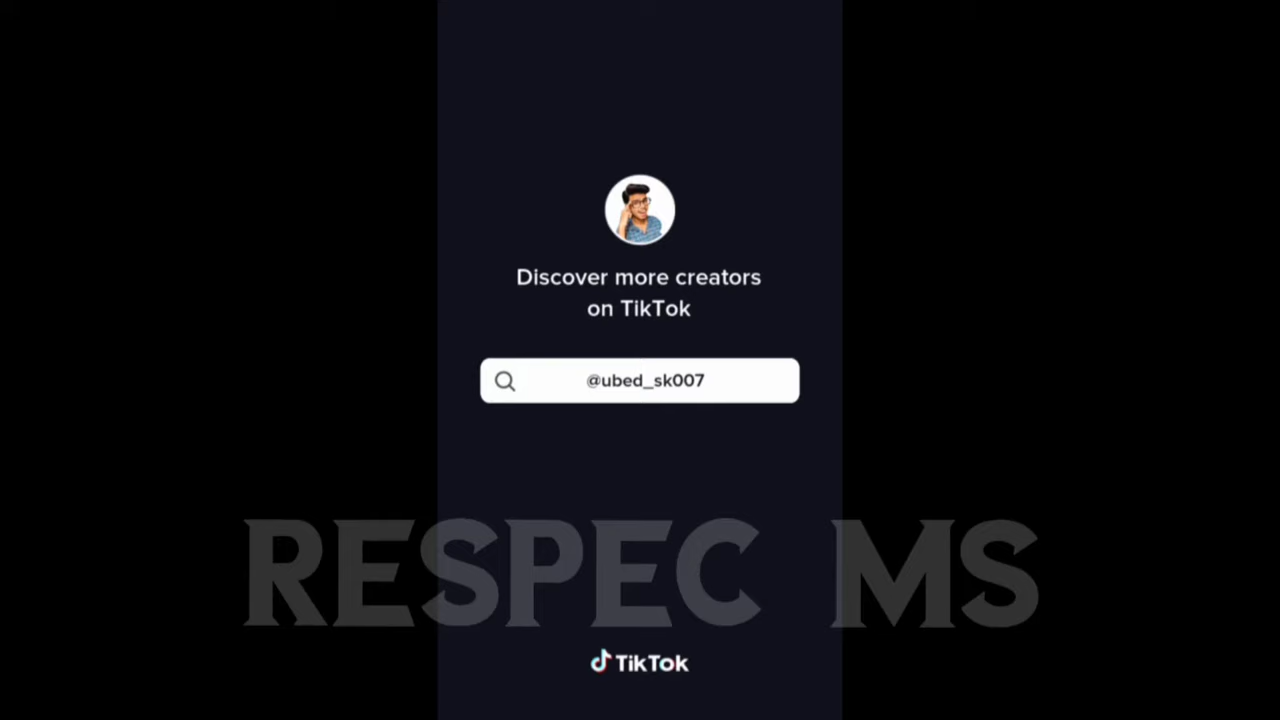 Discover more creators
on TikTok
@ubed_sk007
RESPEC MS
TikTok